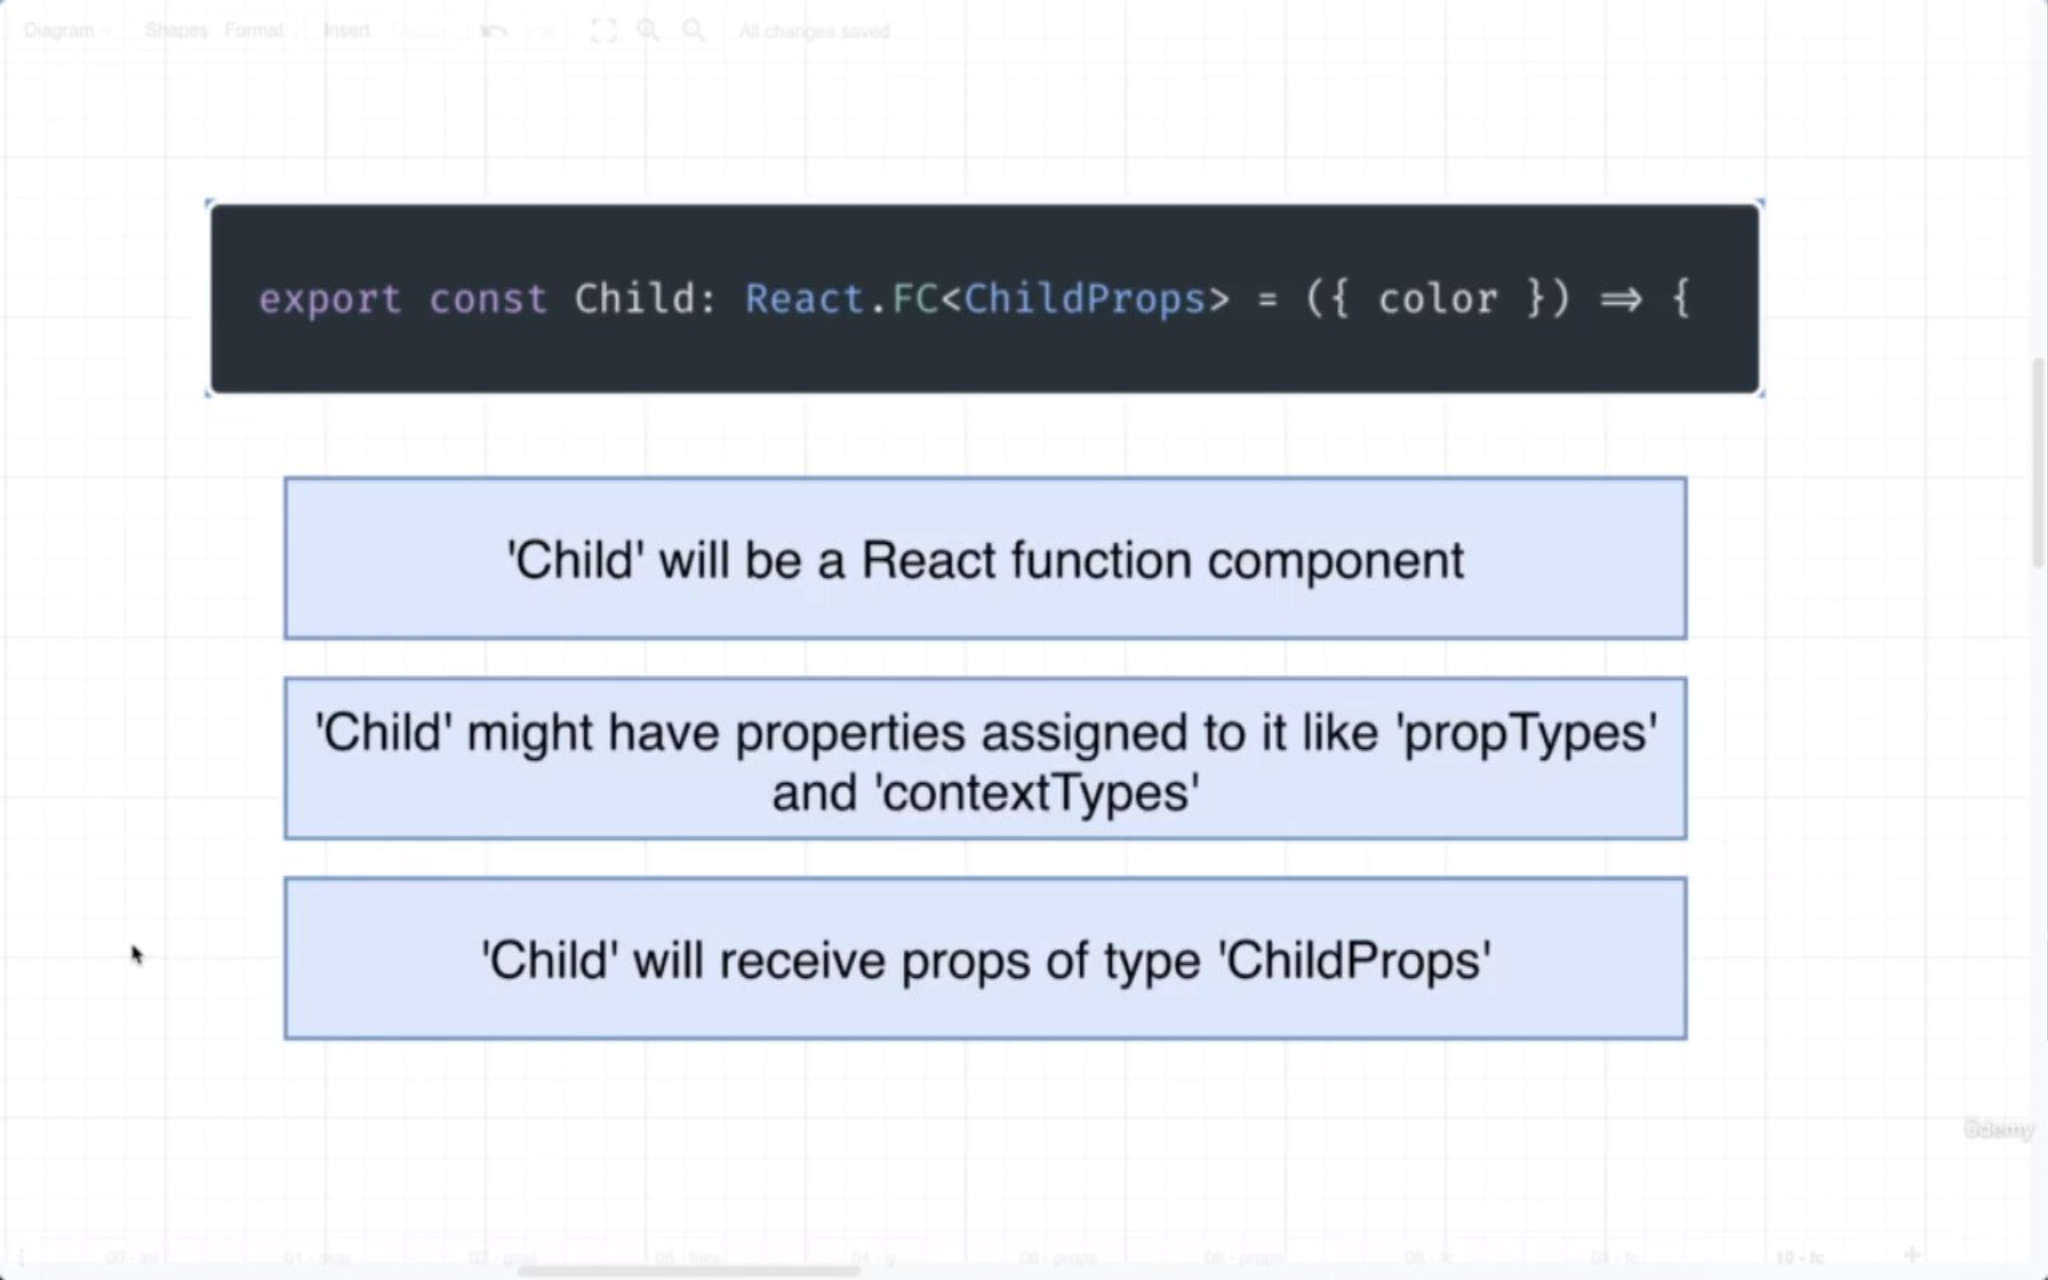 Diagram Shapes Format Insert All changes saved
export const Child: React.FC<ChildProps> = ({ color }) => {
'Child' will be a React function component
'Child' might have properties assigned to it like 'propTypes'
and 'contextTypes'
'Child' will receive props of type 'ChildProps'
ûdemy
10 - fc